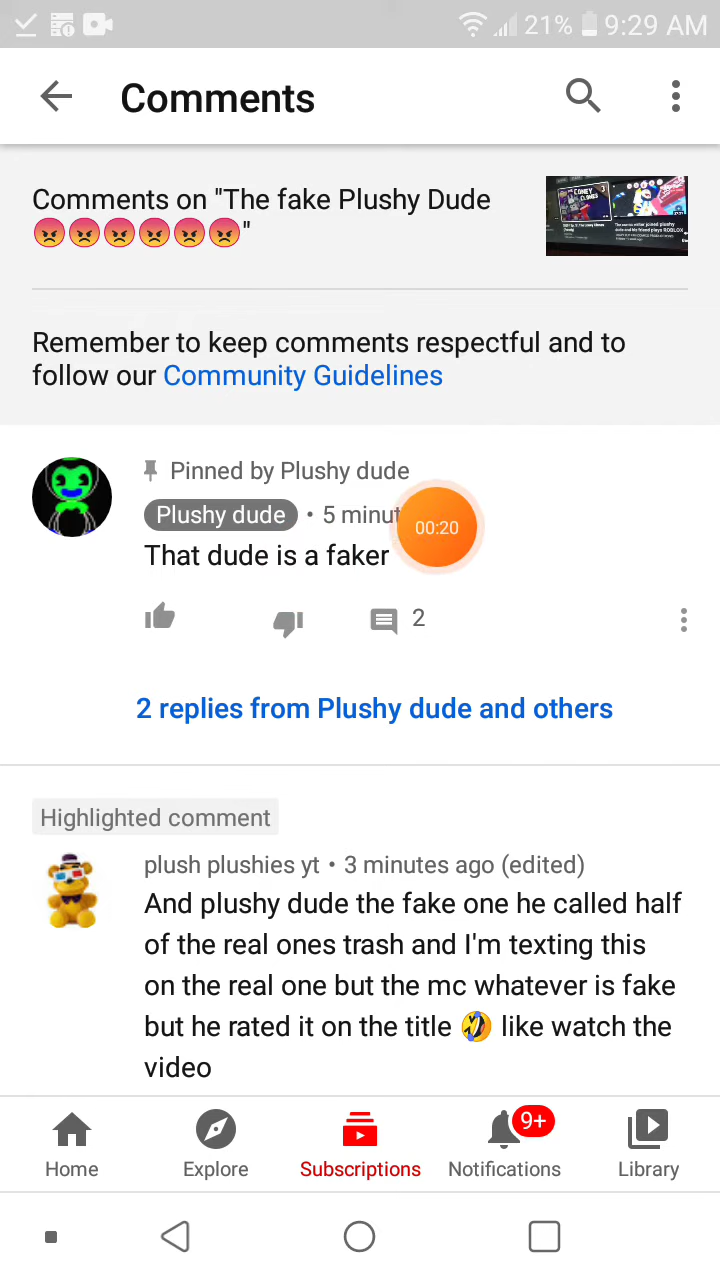 21% 9:29 AM
Comments
Comments on "The fake Plushy Dude
😡😡😡😡😡😡"
Remember to keep comments respectful and to
follow our Community Guidelines
Pinned by Plushy dude
Plushy dude • 5 minut
00:20
That dude is a faker
2
2 replies from Plushy dude and others
Highlighted comment
plush plushies yt • 3 minutes ago (edited)
And plushy dude the fake one he called half
of the real ones trash and I'm texting this
on the real one but the mc whatever is fake
but he rated it on the title 🤣 like watch the
video
9+
Home Explore Subscriptions Notifications Library